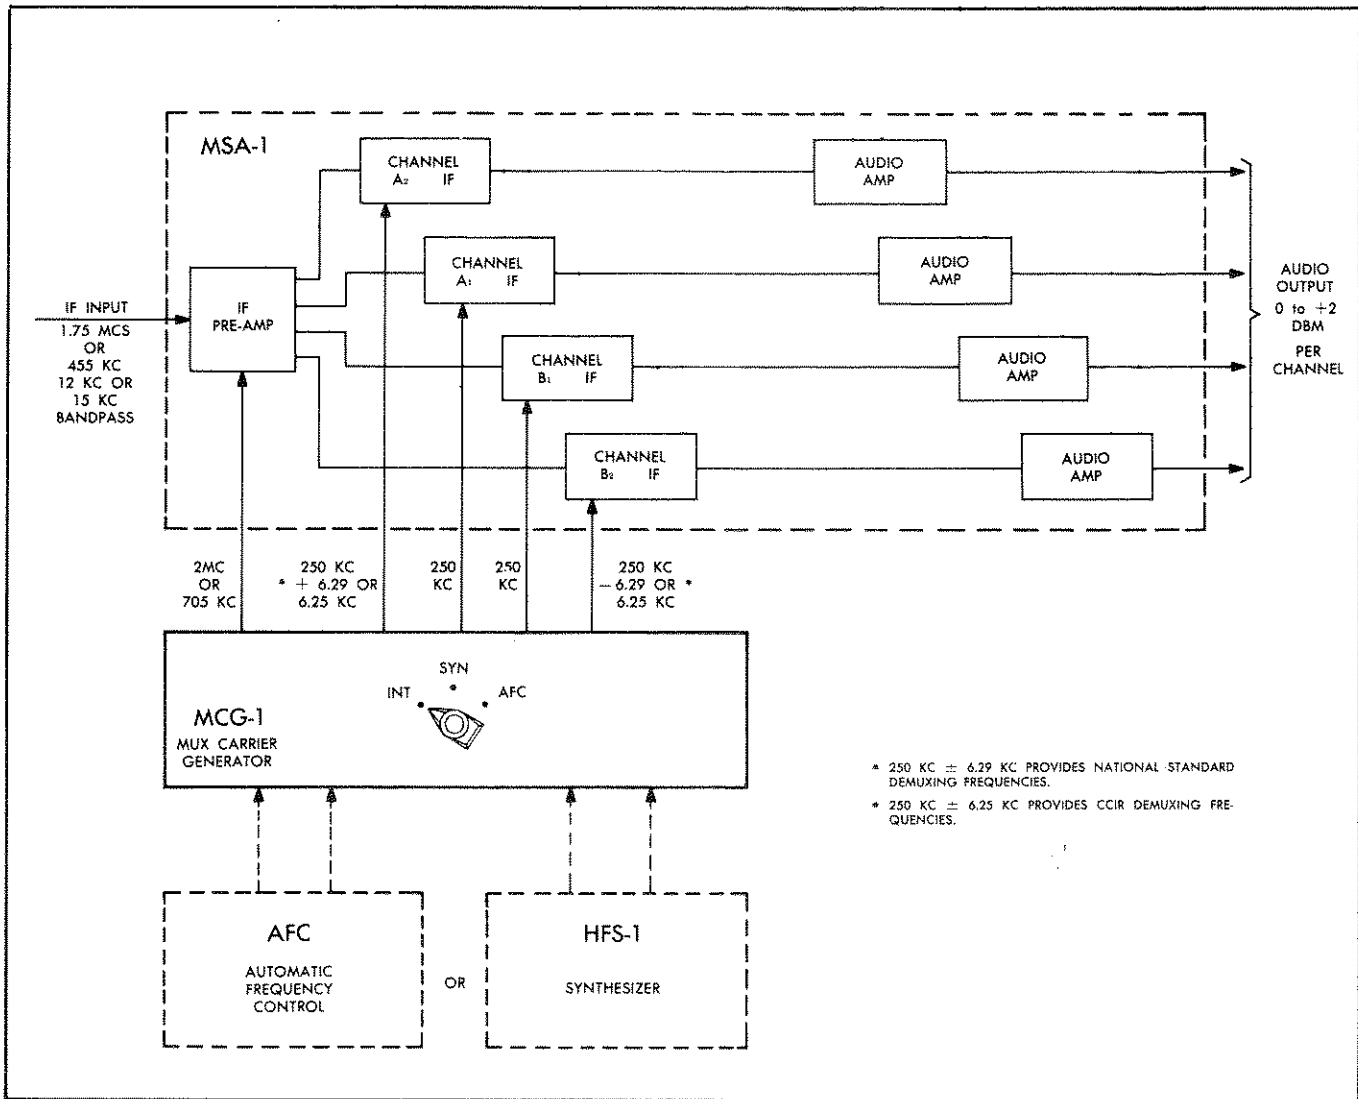 MSA-1
CHANNEL
A2 IF
AUDIO
AMP
CHANNEL
A1 IF
AUDIO
AMP
IF
PRE-AMP
IF INPUT
1.75 MCS
OR
455 KC
12 KC OR
15 KC
BANDPASS
CHANNEL
B1 IF
AUDIO
AMP
CHANNEL
B2 IF
AUDIO
AMP
AUDIO
OUTPUT
0 to +2
DBM
PER
CHANNEL
2MC
OR
705 KC
250 KC
* + 6.29 OR
6.25 KC
250
KC
250
KC
250 KC
— 6.29 OR *
6.25 KC
SYN
INT
AFC
MCG-1
MUX CARRIER
GENERATOR
* 250 KC ± 6.29 KC PROVIDES NATIONAL STANDARD
DEMUXING FREQUENCIES.
* 250 KC ± 6.25 KC PROVIDES CCIR DEMUXING FRE-
QUENCIES.
AFC
AUTOMATIC
FREQUENCY
CONTROL
OR
HFS-1
SYNTHESIZER